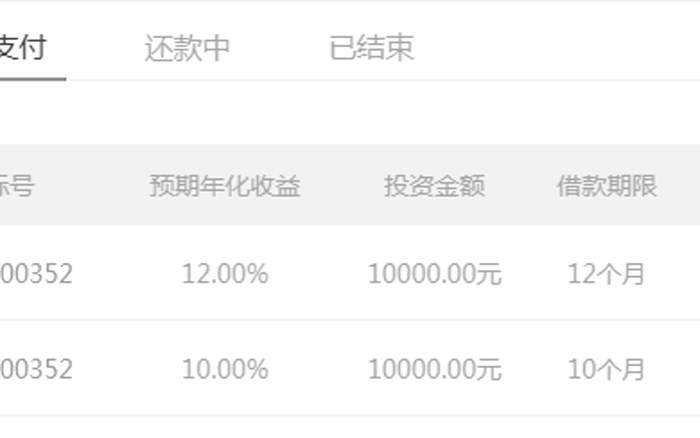 支付 还款中 已结束
标号 预期年化收益 投资金额 借款期限
00352 12.00% 10000.00元 12个月
00352 10.00% 10000.00元 10个月